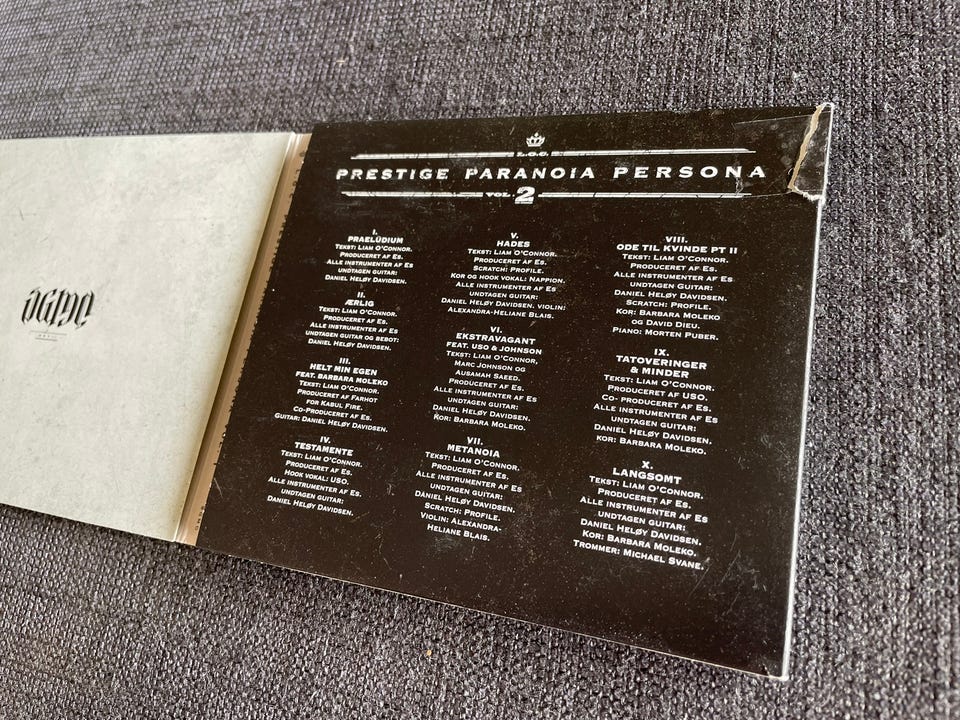 L.O.C.
PRESTIGE PARANOIA PERSONA
VOL. 2
I.
PRAELÜDIUM
TEKST: LIAM O'CONNOR.
PRODUCERET AF ES.
ALLE INSTRUMENTER AF ES
UNDTAGEN GUITAR:
DANIEL HELØY DAVIDSEN.
II.
ÆRLIG
TEKST: LIAM O'CONNOR.
PRODUCERET AF ES.
ALLE INSTRUMENTER AF ES
UNDTAGEN GUITAR OG BEBOT:
DANIEL HELØY DAVIDSEN.
III.
HELT MIN EGEN
FEAT. BARBARA MOLEKO
TEKST: LIAM O'CONNOR.
PRODUCERET AF FARHOT
FOR KABUL FIRE.
CO-PRODUCERET AF ES.
GUITAR: DANIEL HELØY DAVIDSEN.
IV.
TESTAMENTE
TEKST: LIAM O'CONNOR.
PRODUCERET AF ES.
HOOK VOKAL: USO.
ALLE INSTRUMENTER AF ES
UNDTAGEN GUITAR:
DANIEL HELØY DAVIDSEN.
V.
HADES
TEKST: LIAM O'CONNOR.
PRODUCERET AF ES.
SCRATCH: PROFILE.
KOR OG HOOK VOKAL: NAPPION.
ALLE INSTRUMENTER AF ES
UNDTAGEN GUITAR:
DANIEL HELØY DAVIDSEN. VIOLIN:
ALEXANDRA-HELIANE BLAIS.
VI.
EKSTRAVAGANT
FEAT. USO & JOHNSON
TEKST: LIAM O'CONNOR,
MARC JOHNSON OG
AUSAMAH SAEED.
PRODUCERET AF ES.
ALLE INSTRUMENTER AF ES
UNDTAGEN GUITAR:
DANIEL HELØY DAVIDSEN.
KOR: BARBARA MOLEKO.
VII.
METANOIA
TEKST: LIAM O'CONNOR.
PRODUCERET AF ES.
ALLE INSTRUMENTER AF ES
UNDTAGEN GUITAR:
DANIEL HELØY DAVIDSEN.
SCRATCH: PROFILE.
VIOLIN: ALEXANDRA-
HELIANE BLAIS.
VIII.
ODE TIL KVINDE PT II
TEKST: LIAM O'CONNOR.
PRODUCERET AF ES.
ALLE INSTRUMENTER AF ES
UNDTAGEN GUITAR:
DANIEL HELØY DAVIDSEN.
SCRATCH: PROFILE.
KOR: BARBARA MOLEKO
OG DAVID DIEU.
PIANO: MORTEN PUBER.
IX.
TATOVERINGER
& MINDER
TEKST: LIAM O'CONNOR.
PRODUCERET AF USO.
CO- PRODUCERET AF ES.
ALLE INSTRUMENTER AF ES
UNDTAGEN GUITAR:
DANIEL HELØY DAVIDSEN.
KOR: BARBARA MOLEKO.
X.
LANGSOMT
TEKST: LIAM O'CONNOR.
PRODUCERET AF ES.
ALLE INSTRUMENTER AF ES
UNDTAGEN GUITAR:
DANIEL HELØY DAVIDSEN.
KOR: BARBARA MOLEKO.
TROMMER: MICHAEL SVANE.